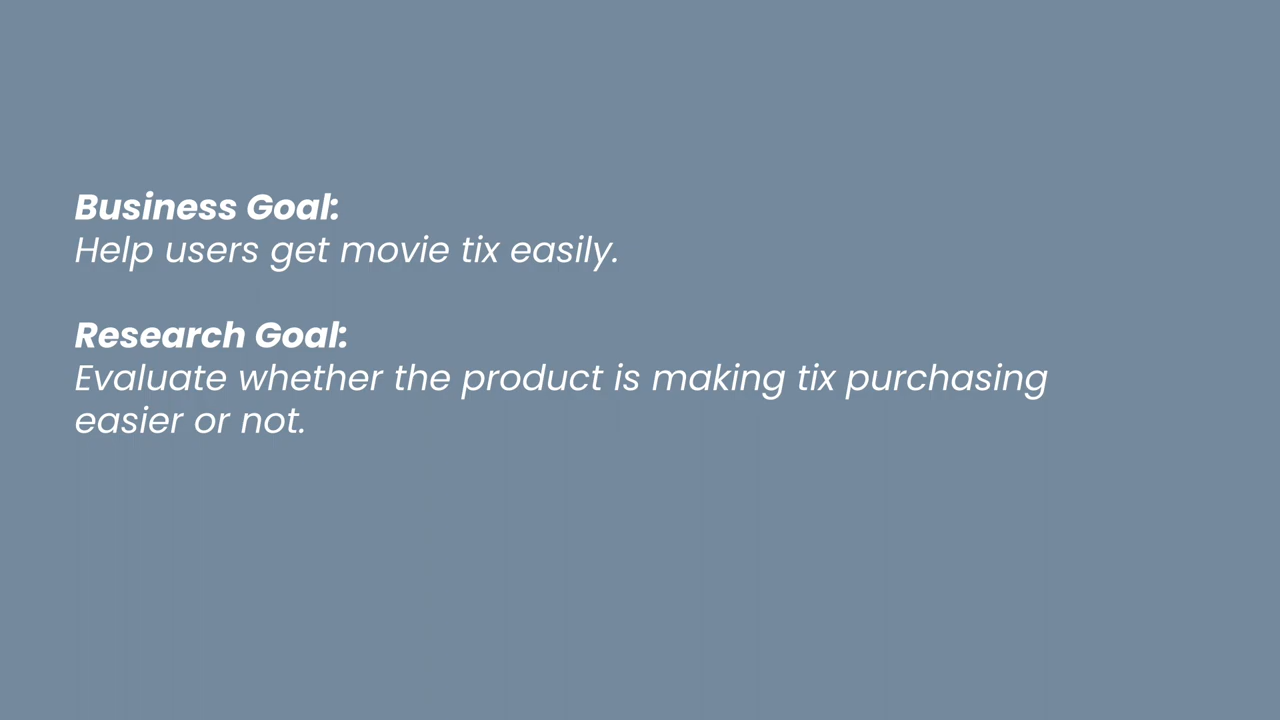 Business Goal:
Help users get movie tix easily.
Research Goal:
Evaluate whether the product is making tix purchasing
easier or not.